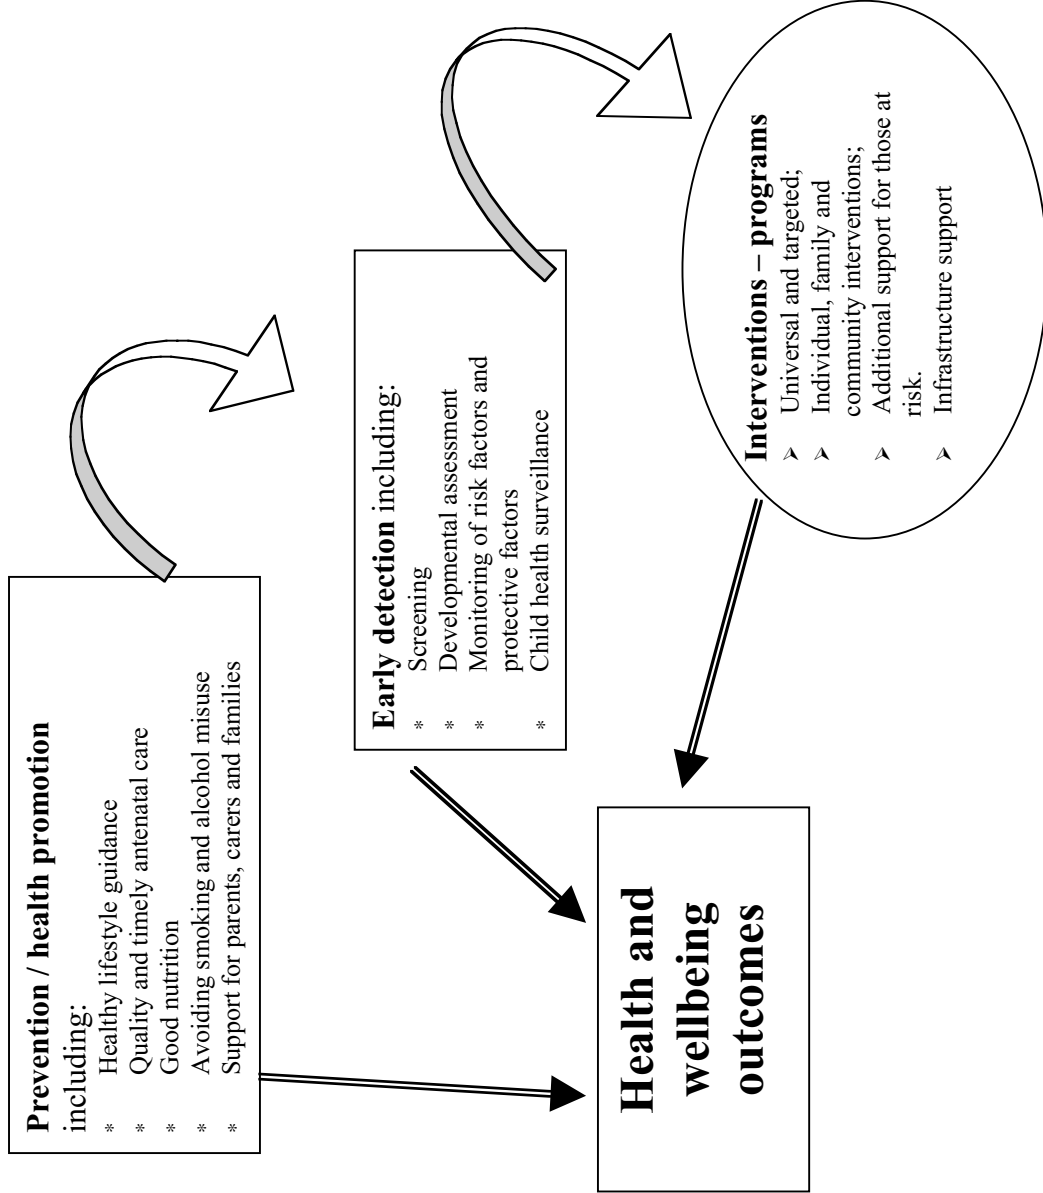 Prevention / health promotion
including:
* Healthy lifestyle guidance
* Quality and timely antenatal care
* Good nutrition
* Avoiding smoking and alcohol misuse
* Support for parents, carers and families
Early detection including:
* Screening
* Developmental assessment
* Monitoring of risk factors and
protective factors
* Child health surveillance
Interventions – programs
➢ Universal and targeted;
➢ Individual, family and
community interventions;
➢ Additional support for those at
risk.
➢ Infrastructure support
Health and
wellbeing
outcomes